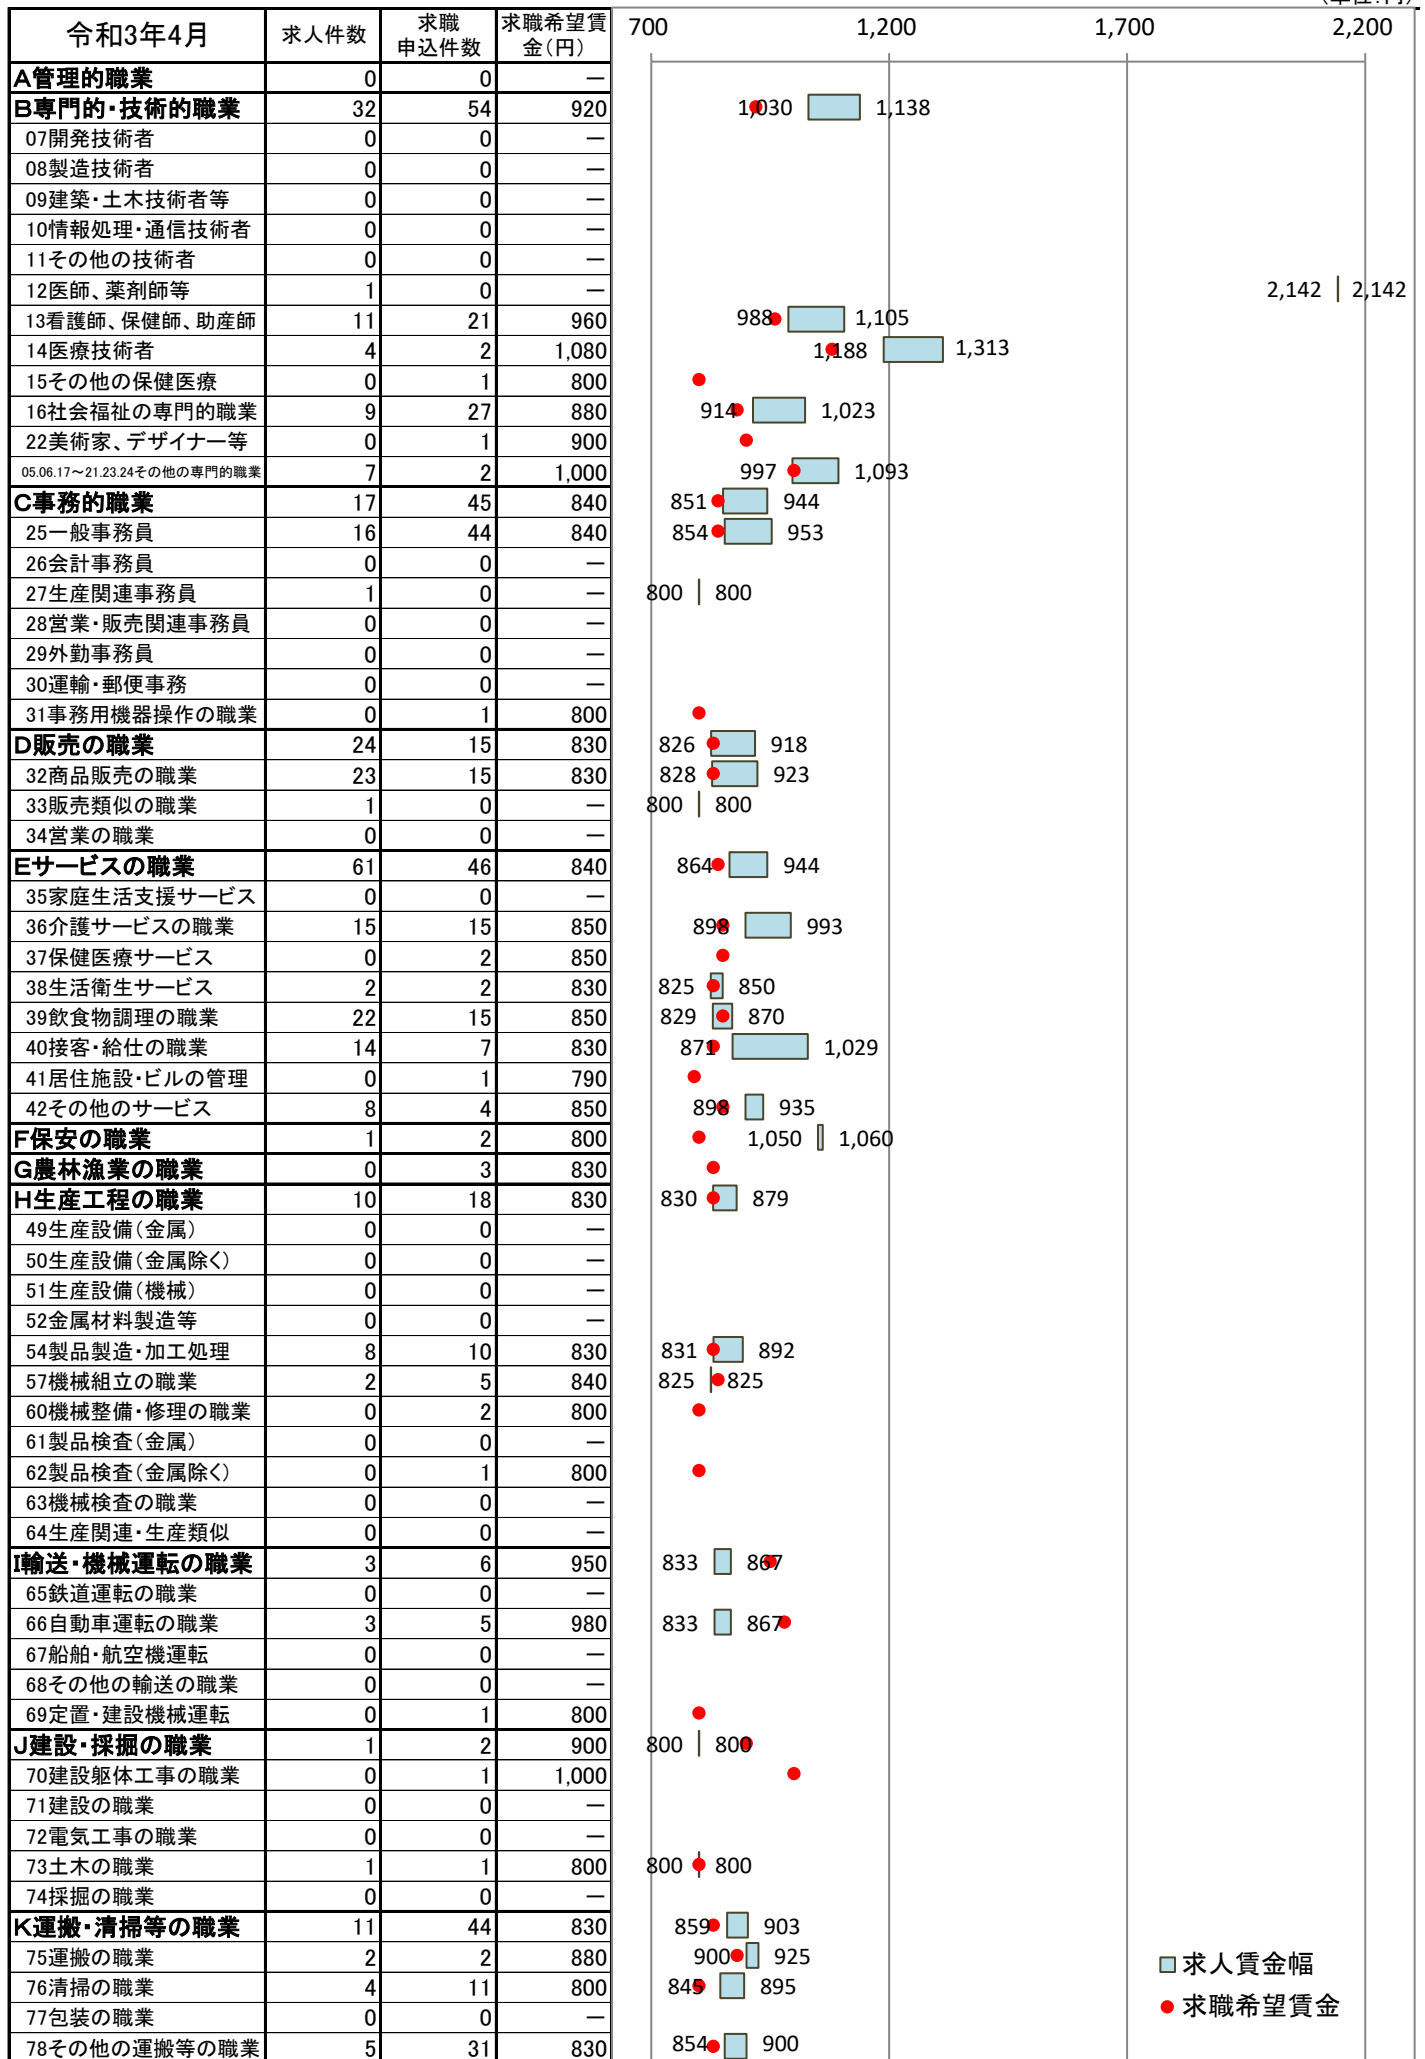 (単位:円)
令和3年4月 求人件数 求職申込件数 求職希望賃金(円) 700 1,200 1,700 2,200
A管理的職業 0 0 ―
B専門的・技術的職業 32 54 920 1,030 1,138
07開発技術者 0 0 ―
08製造技術者 0 0 ―
09建築・土木技術者等 0 0 ―
10情報処理・通信技術者 0 0 ―
11その他の技術者 0 0 ―
12医師、薬剤師等 1 0 ― 2,142 2,142
13看護師、保健師、助産師 11 21 960 988 1,105
14医療技術者 4 2 1,080 1,188 1,313
15その他の保健医療 0 1 800
16社会福祉の専門的職業 9 27 880 914 1,023
22美術家、デザイナー等 0 1 900
05.06.17～21.23.24その他の専門的職業 7 2 1,000 997 1,093
C事務的職業 17 45 840 851 944
25一般事務員 16 44 840 854 953
26会計事務員 0 0 ―
27生産関連事務員 1 0 ― 800 800
28営業・販売関連事務員 0 0 ―
29外勤事務員 0 0 ―
30運輸・郵便事務 0 0 ―
31事務用機器操作の職業 0 1 800
D販売の職業 24 15 830 826 918
32商品販売の職業 23 15 830 828 923
33販売類似の職業 1 0 ― 800 800
34営業の職業 0 0 ―
Eサービスの職業 61 46 840 864 944
35家庭生活支援サービス 0 0 ―
36介護サービスの職業 15 15 850 898 993
37保健医療サービス 0 2 850
38生活衛生サービス 2 2 830 825 850
39飲食物調理の職業 22 15 850 829 870
40接客・給仕の職業 14 7 830 871 1,029
41居住施設・ビルの管理 0 1 790
42その他のサービス 8 4 850 898 935
F保安の職業 1 2 800 1,050 1,060
G農林漁業の職業 0 3 830
H生産工程の職業 10 18 830 830 879
49生産設備(金属) 0 0 ―
50生産設備(金属除く) 0 0 ―
51生産設備(機械) 0 0 ―
52金属材料製造等 0 0 ―
54製品製造・加工処理 8 10 830 831 892
57機械組立の職業 2 5 840 825 825
60機械整備・修理の職業 0 2 800
61製品検査(金属) 0 0 ―
62製品検査(金属除く) 0 1 800
63機械検査の職業 0 0 ―
64生産関連・生産類似 0 0 ―
I輸送・機械運転の職業 3 6 950 833 867
65鉄道運転の職業 0 0 ―
66自動車運転の職業 3 5 980 833 867
67船舶・航空機運転 0 0 ―
68その他の輸送の職業 0 0 ―
69定置・建設機械運転 0 1 800
J建設・採掘の職業 1 2 900 800 800
70建設躯体工事の職業 0 1 1,000
71建設の職業 0 0 ―
72電気工事の職業 0 0 ―
73土木の職業 1 1 800 800 800
74採掘の職業 0 0 ―
K運搬・清掃等の職業 11 44 830 859 903
75運搬の職業 2 2 880 900 925
76清掃の職業 4 11 800 845 895
77包装の職業 0 0 ―
78その他の運搬等の職業 5 31 830 854 900
求人賃金幅
求職希望賃金